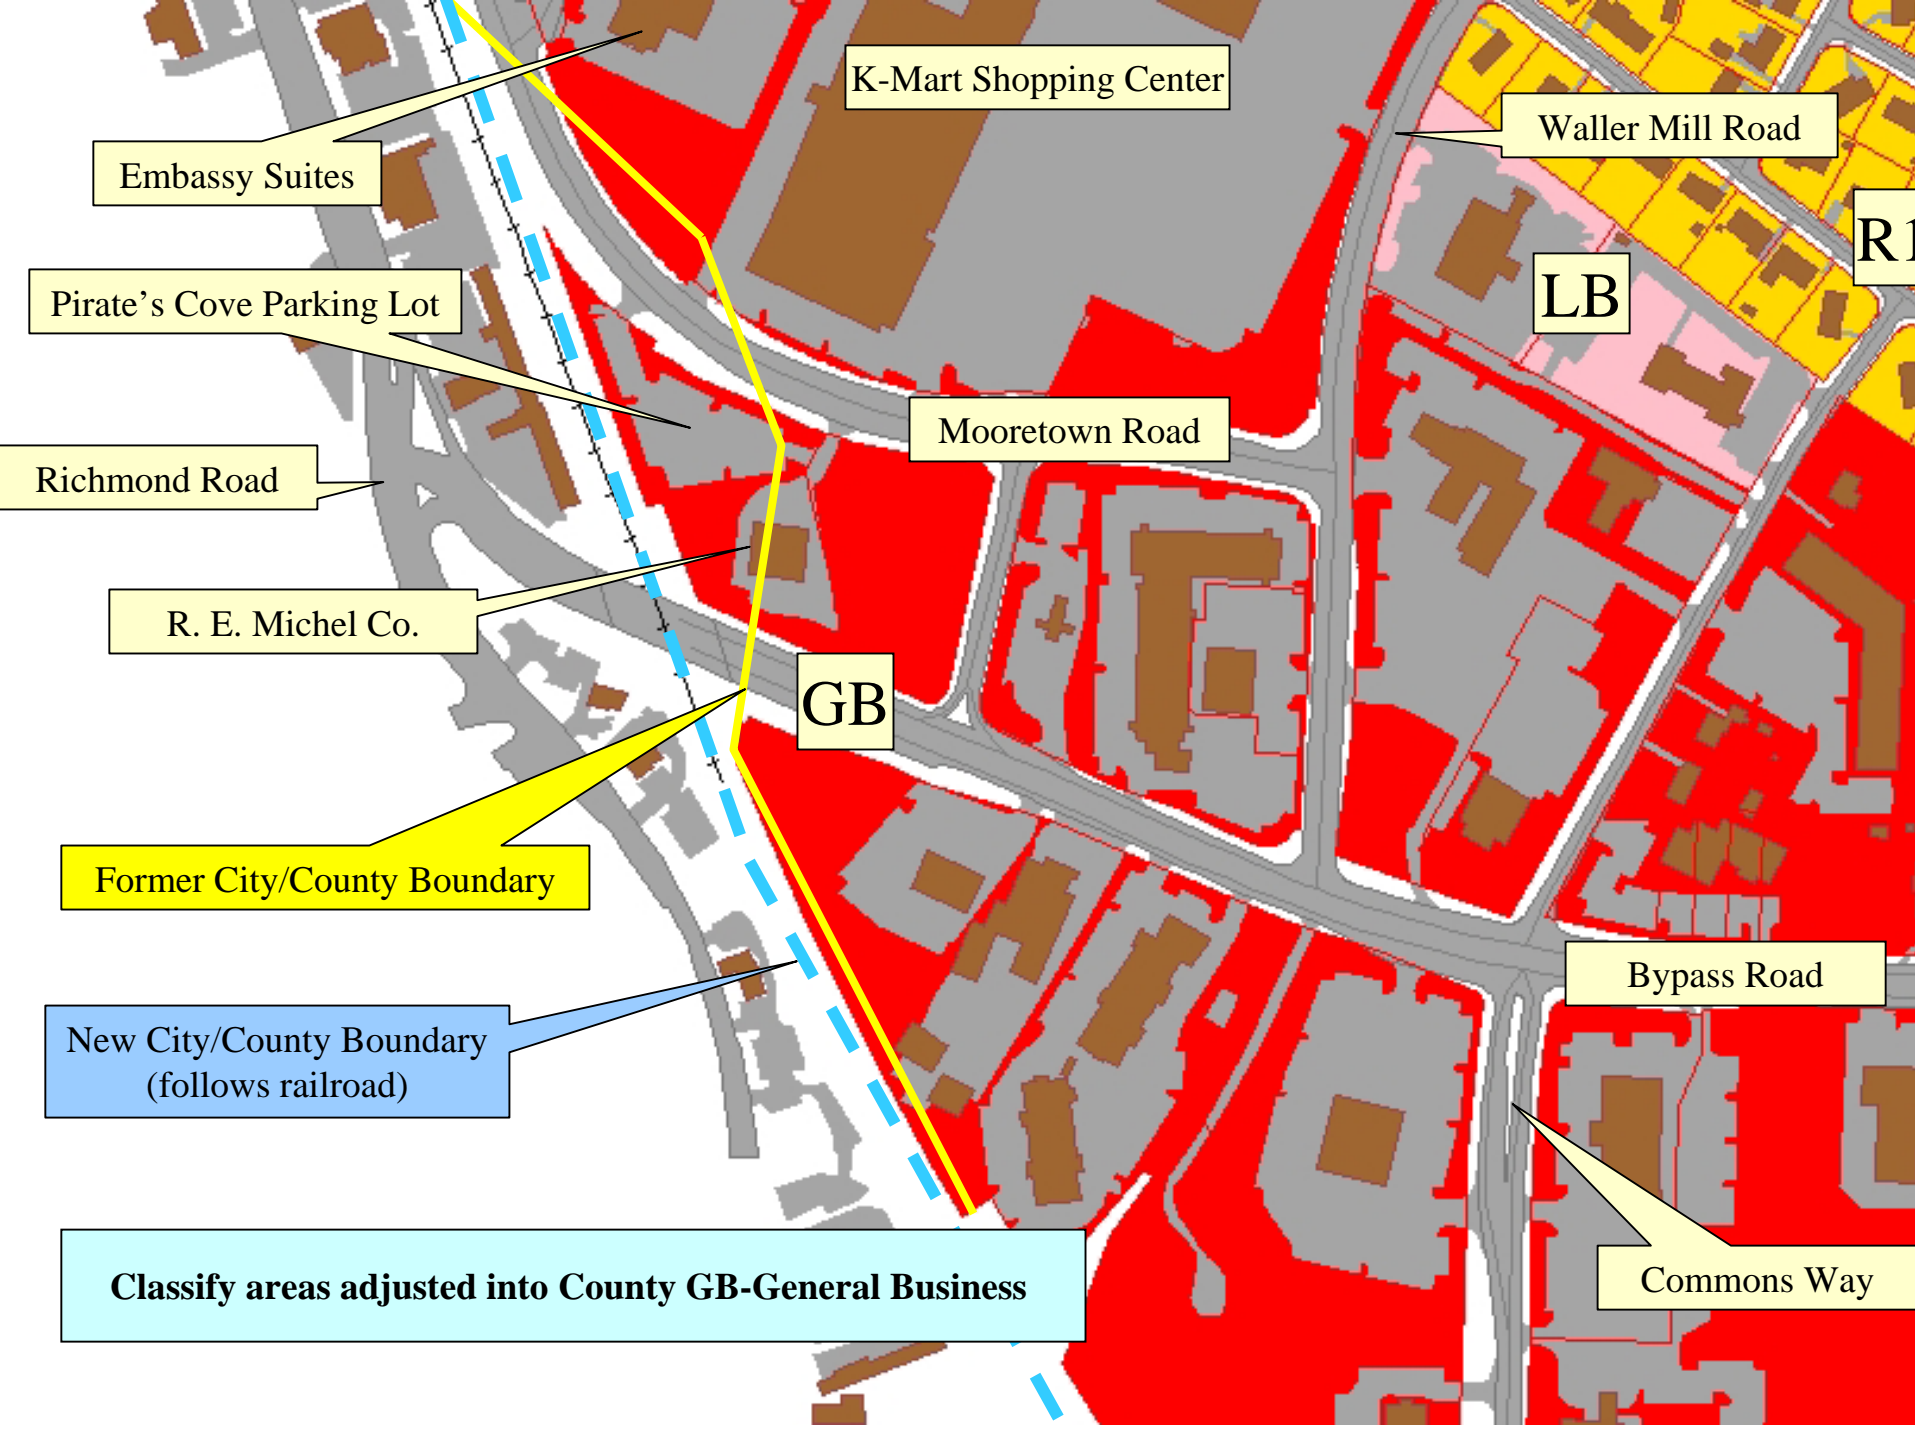 K-Mart Shopping Center
Waller Mill Road
Embassy Suites
R1
LB
Pirate’s Cove Parking Lot
Mooretown Road
Richmond Road
R. E. Michel Co.
GB
Former City/County Boundary
Bypass Road
New City/County Boundary
(follows railroad)
Classify areas adjusted into County GB-General Business
Commons Way